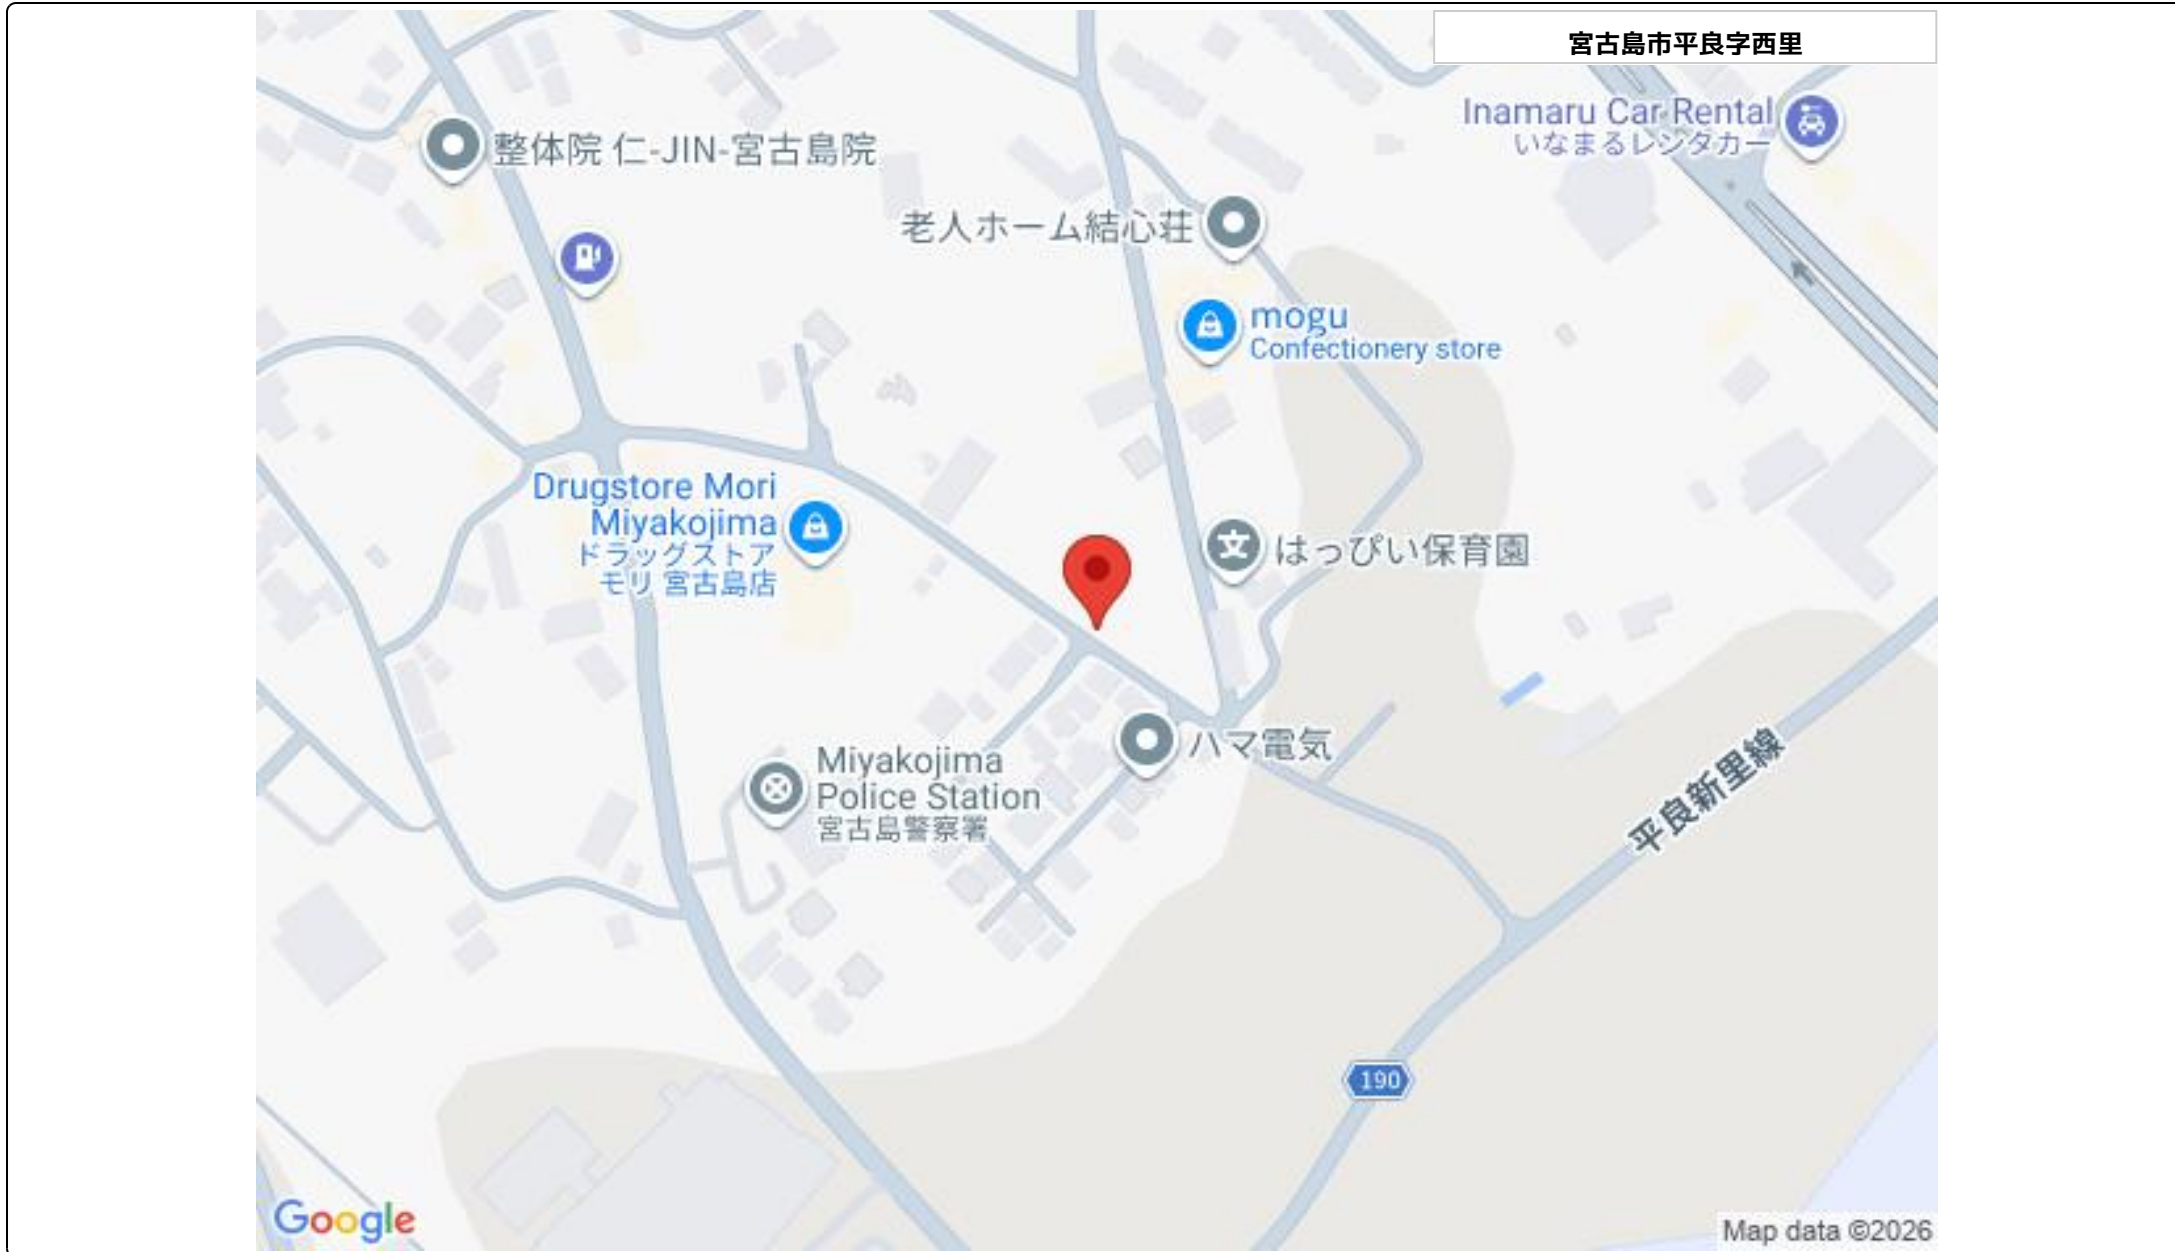 宮古島市平良字西里
Inamaru Car Rental
いなまるレンタカー
整体院 仁-JIN-宮古島院
老人ホーム結心荘
mogu
Confectionery store
Drugstore Mori
Miyakojima
ドラッグストア
モリ 宮古島店
はっぴい保育園
ハマ電気
Miyakojima
Police Station
宮古島警察署
平良新里線
190
Google
Map data ©2026